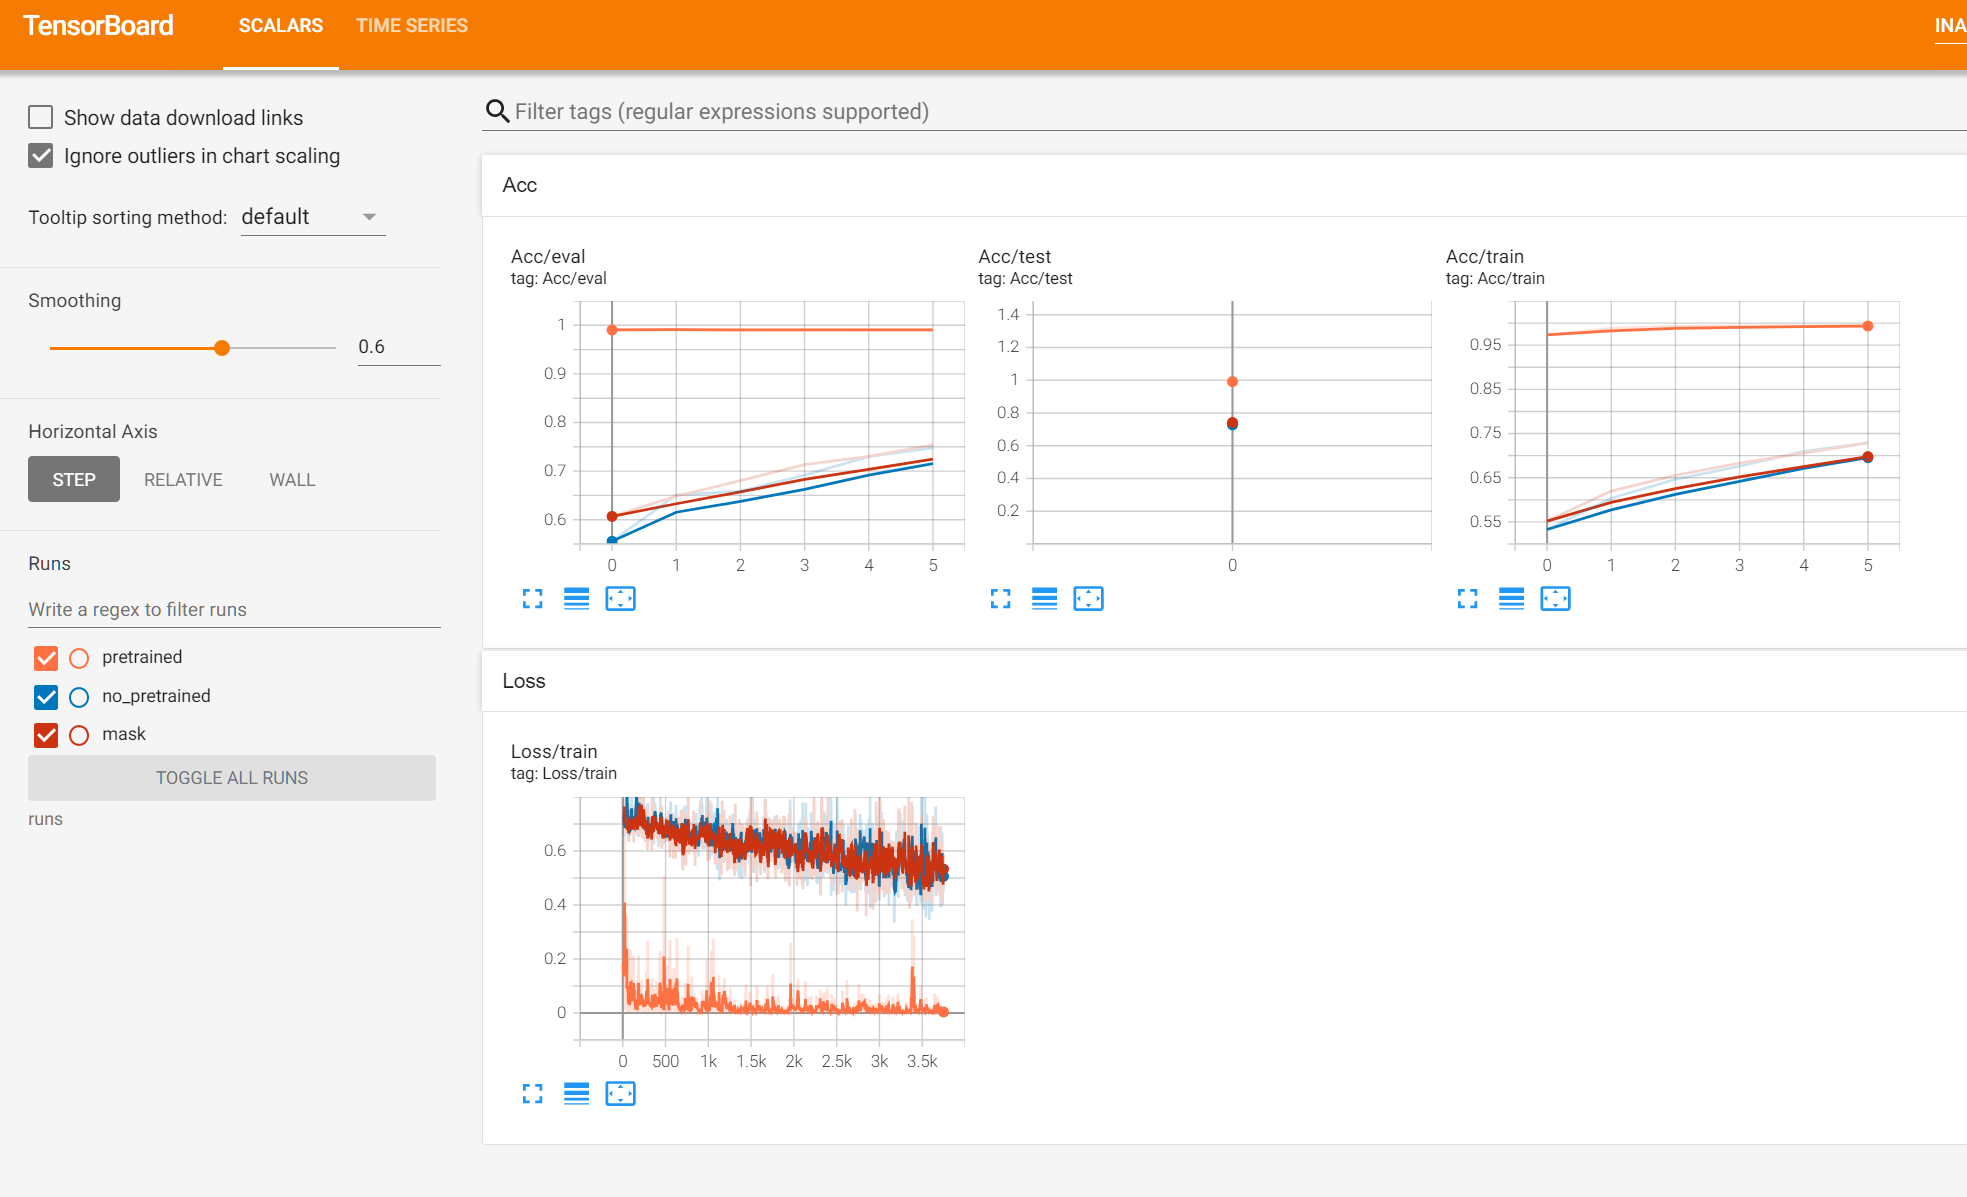 TensorBoard SCALARS TIME SERIES INA
Show data download links
Ignore outliers in chart scaling
Tooltip sorting method: default
Smoothing
0.6
Horizontal Axis
STEP RELATIVE WALL
Runs
Write a regex to filter runs
pretrained
no_pretrained
mask
TOGGLE ALL RUNS
runs
Filter tags (regular expressions supported)
Acc
Acc/eval
tag: Acc/eval
1
0.9
0.8
0.7
0.6
0 1 2 3 4 5
Acc/test
tag: Acc/test
1.4
1.2
1
0.8
0.6
0.4
0.2
0
Acc/train
tag: Acc/train
0.95
0.85
0.75
0.65
0.55
0 1 2 3 4 5
Loss
Loss/train
tag: Loss/train
0.6
0.4
0.2
0
0 500 1k 1.5k 2k 2.5k 3k 3.5k